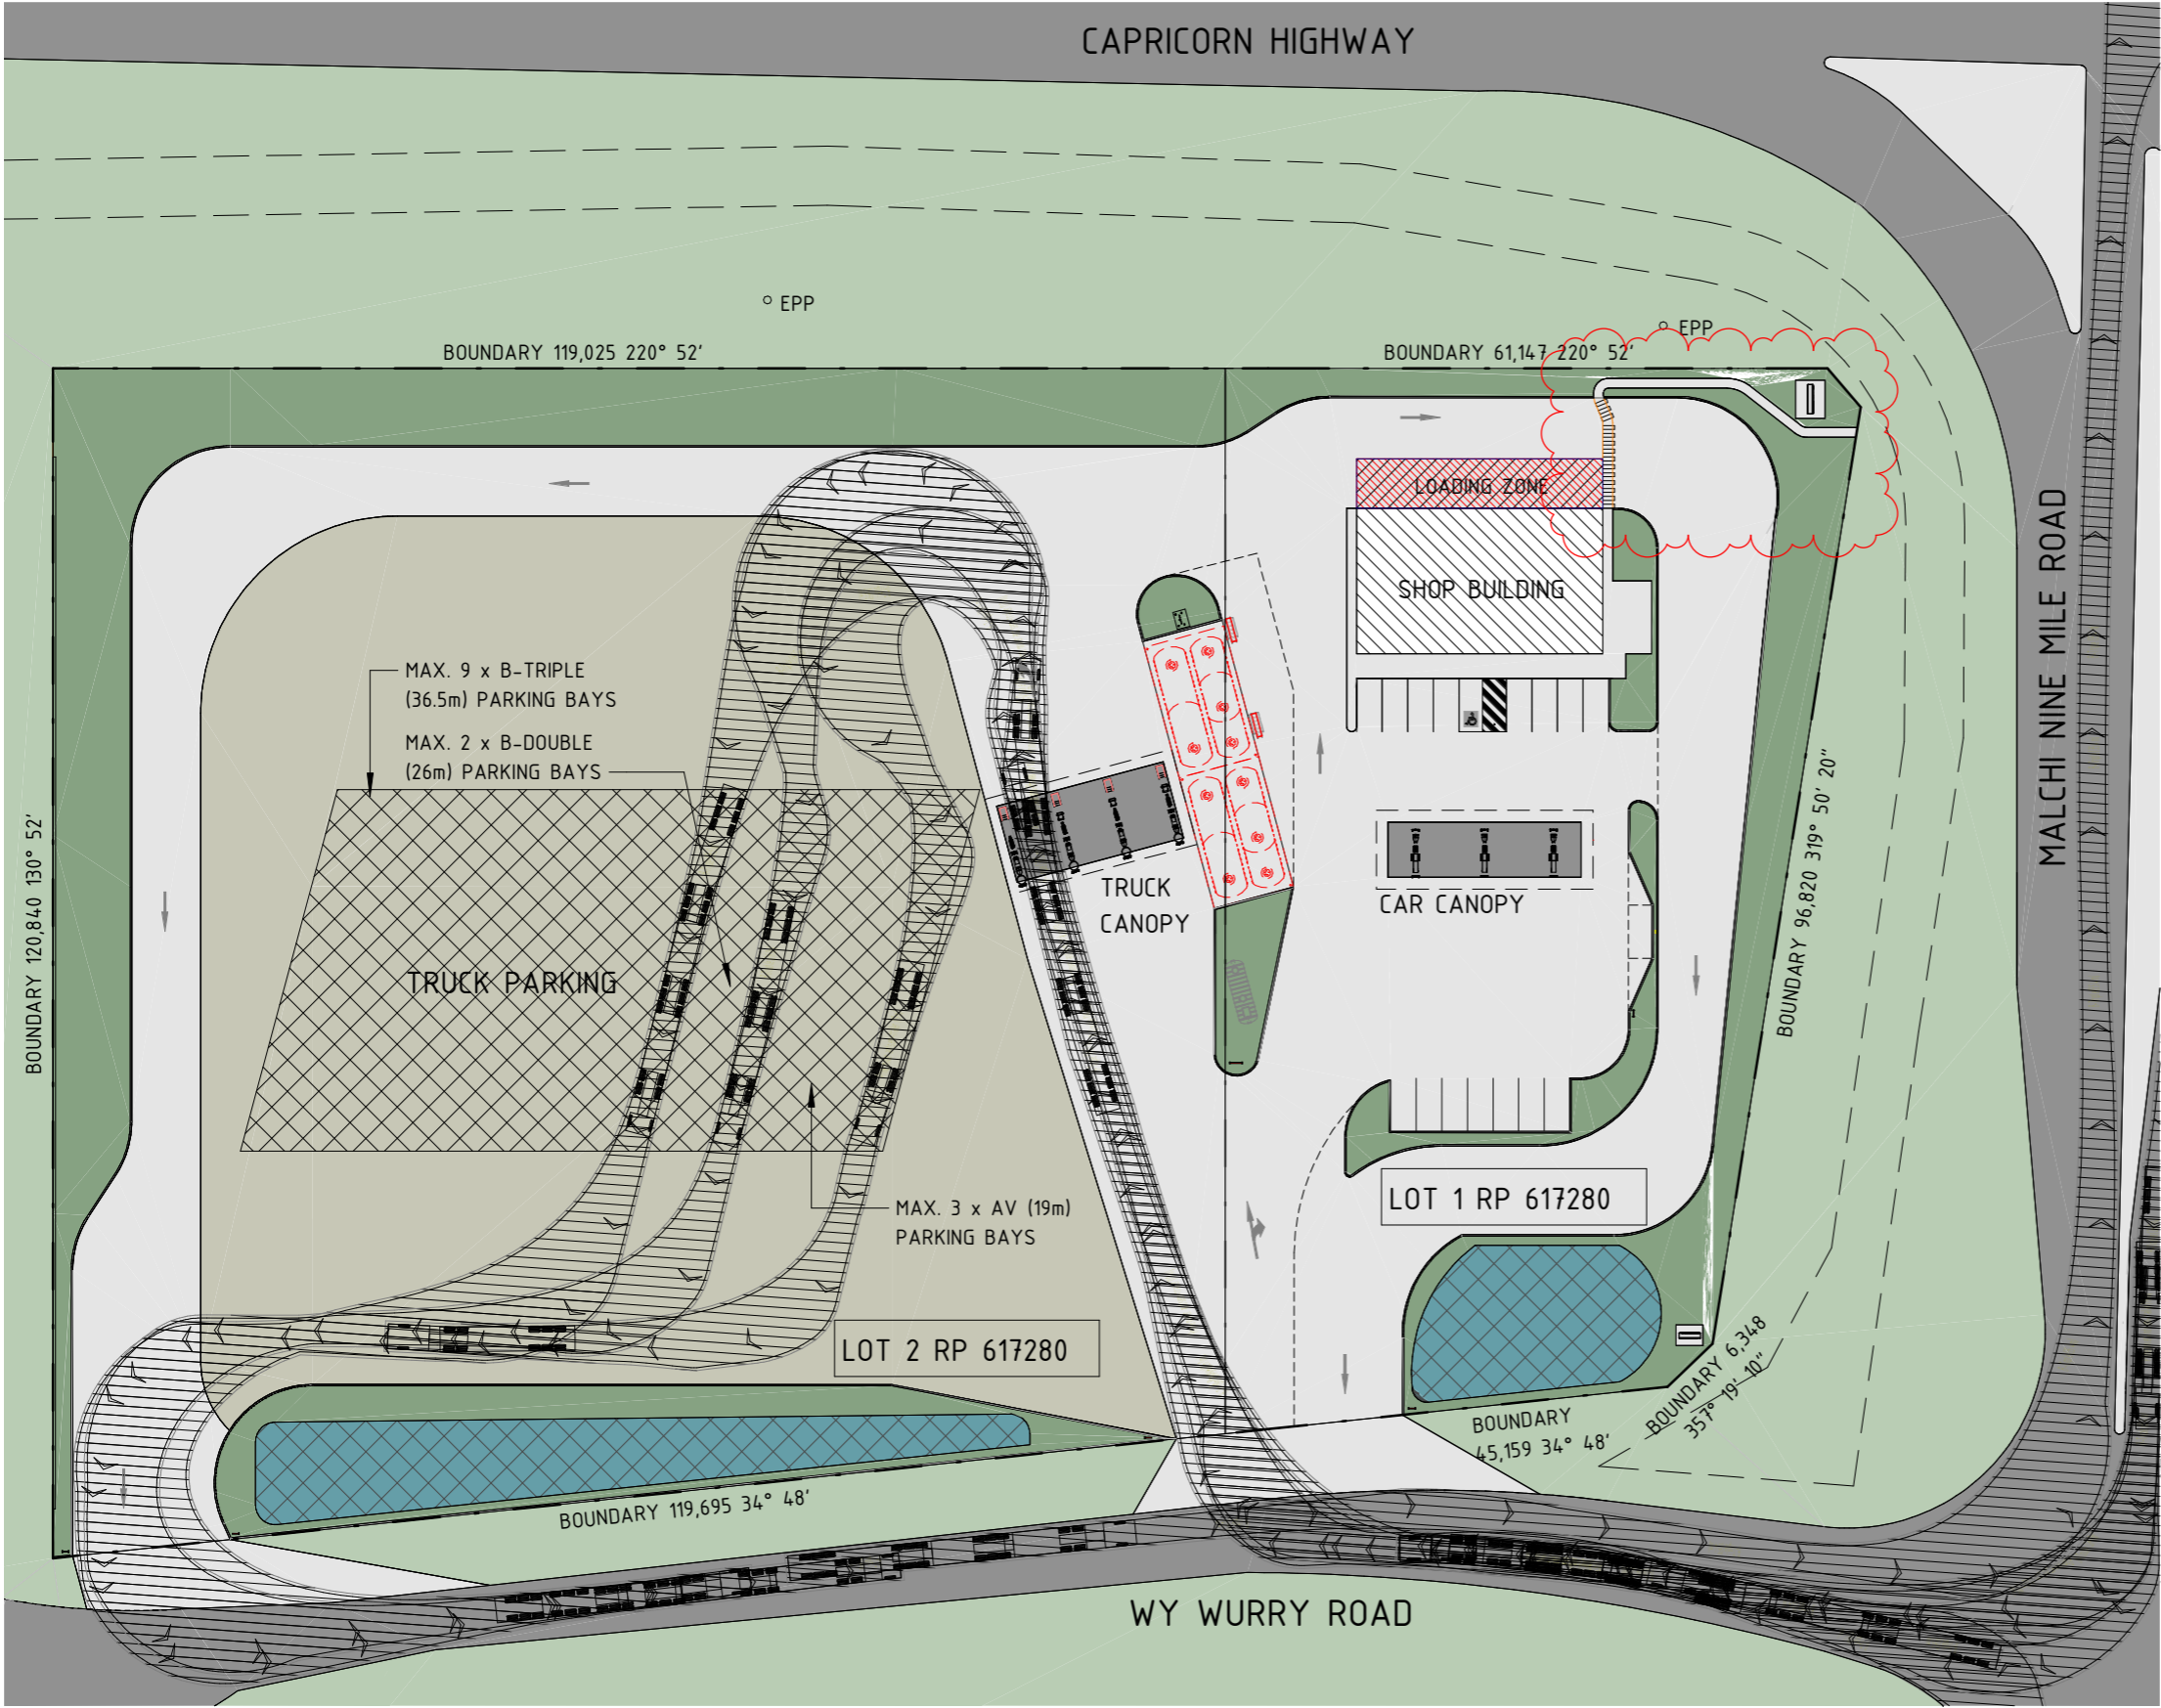 CAPRICORN HIGHWAY
EPP
EPP
BOUNDARY 119,025 220° 52'
BOUNDARY 61,147 220° 52'
LOADING ZONE
SHOP BUILDING
MALCHI NINE MILE ROAD
MAX. 9 x B-TRIPLE
(36.5m) PARKING BAYS
MAX. 2 x B-DOUBLE
(26m) PARKING BAYS
BOUNDARY 120,840 130° 52'
BOUNDARY 96,820 319° 50' 20"
TRUCK
CANOPY
CAR CANOPY
TRUCK PARKING
MAX. 3 x AV (19m)
PARKING BAYS
LOT 1 RP 617280
LOT 2 RP 617280
BOUNDARY 6,348
357° 19' 10"
BOUNDARY
45,159 34° 48'
BOUNDARY 119,695 34° 48'
WY WURRY ROAD